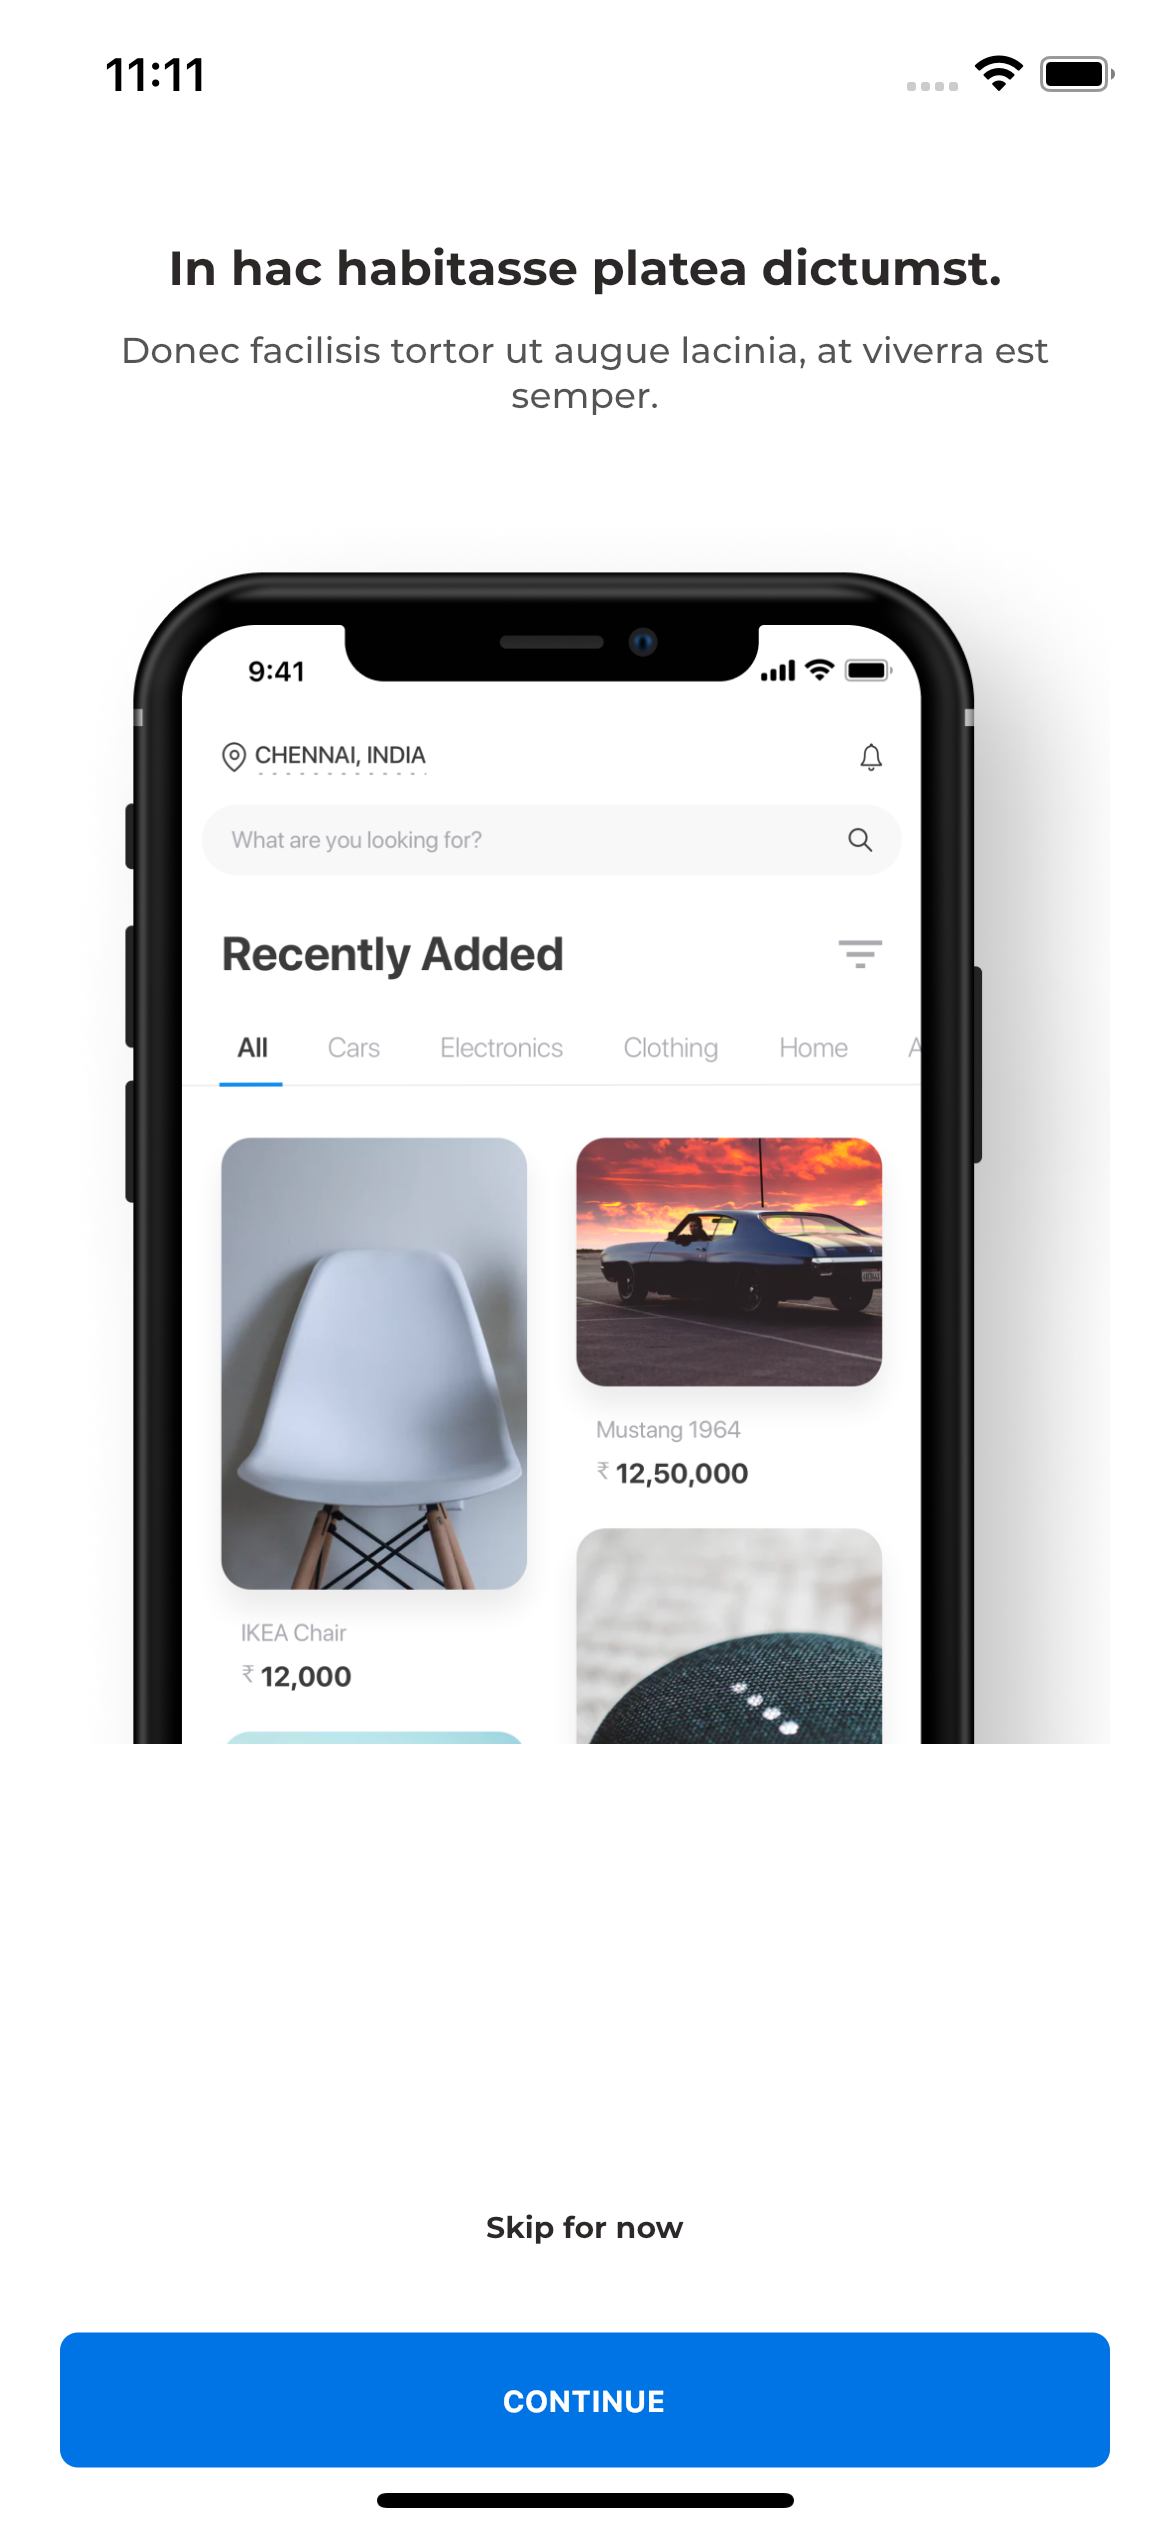 11:11
In hac habitasse platea dictumst.
Donec facilisis tortor ut augue lacinia, at viverra est
semper.
9:41
CHENNAI, INDIA
What are you looking for?
Recently Added
All Cars Electronics Clothing Home A
Mustang 1964
₹ 12,50,000
IKEA Chair
₹ 12,000
Skip for now
CONTINUE